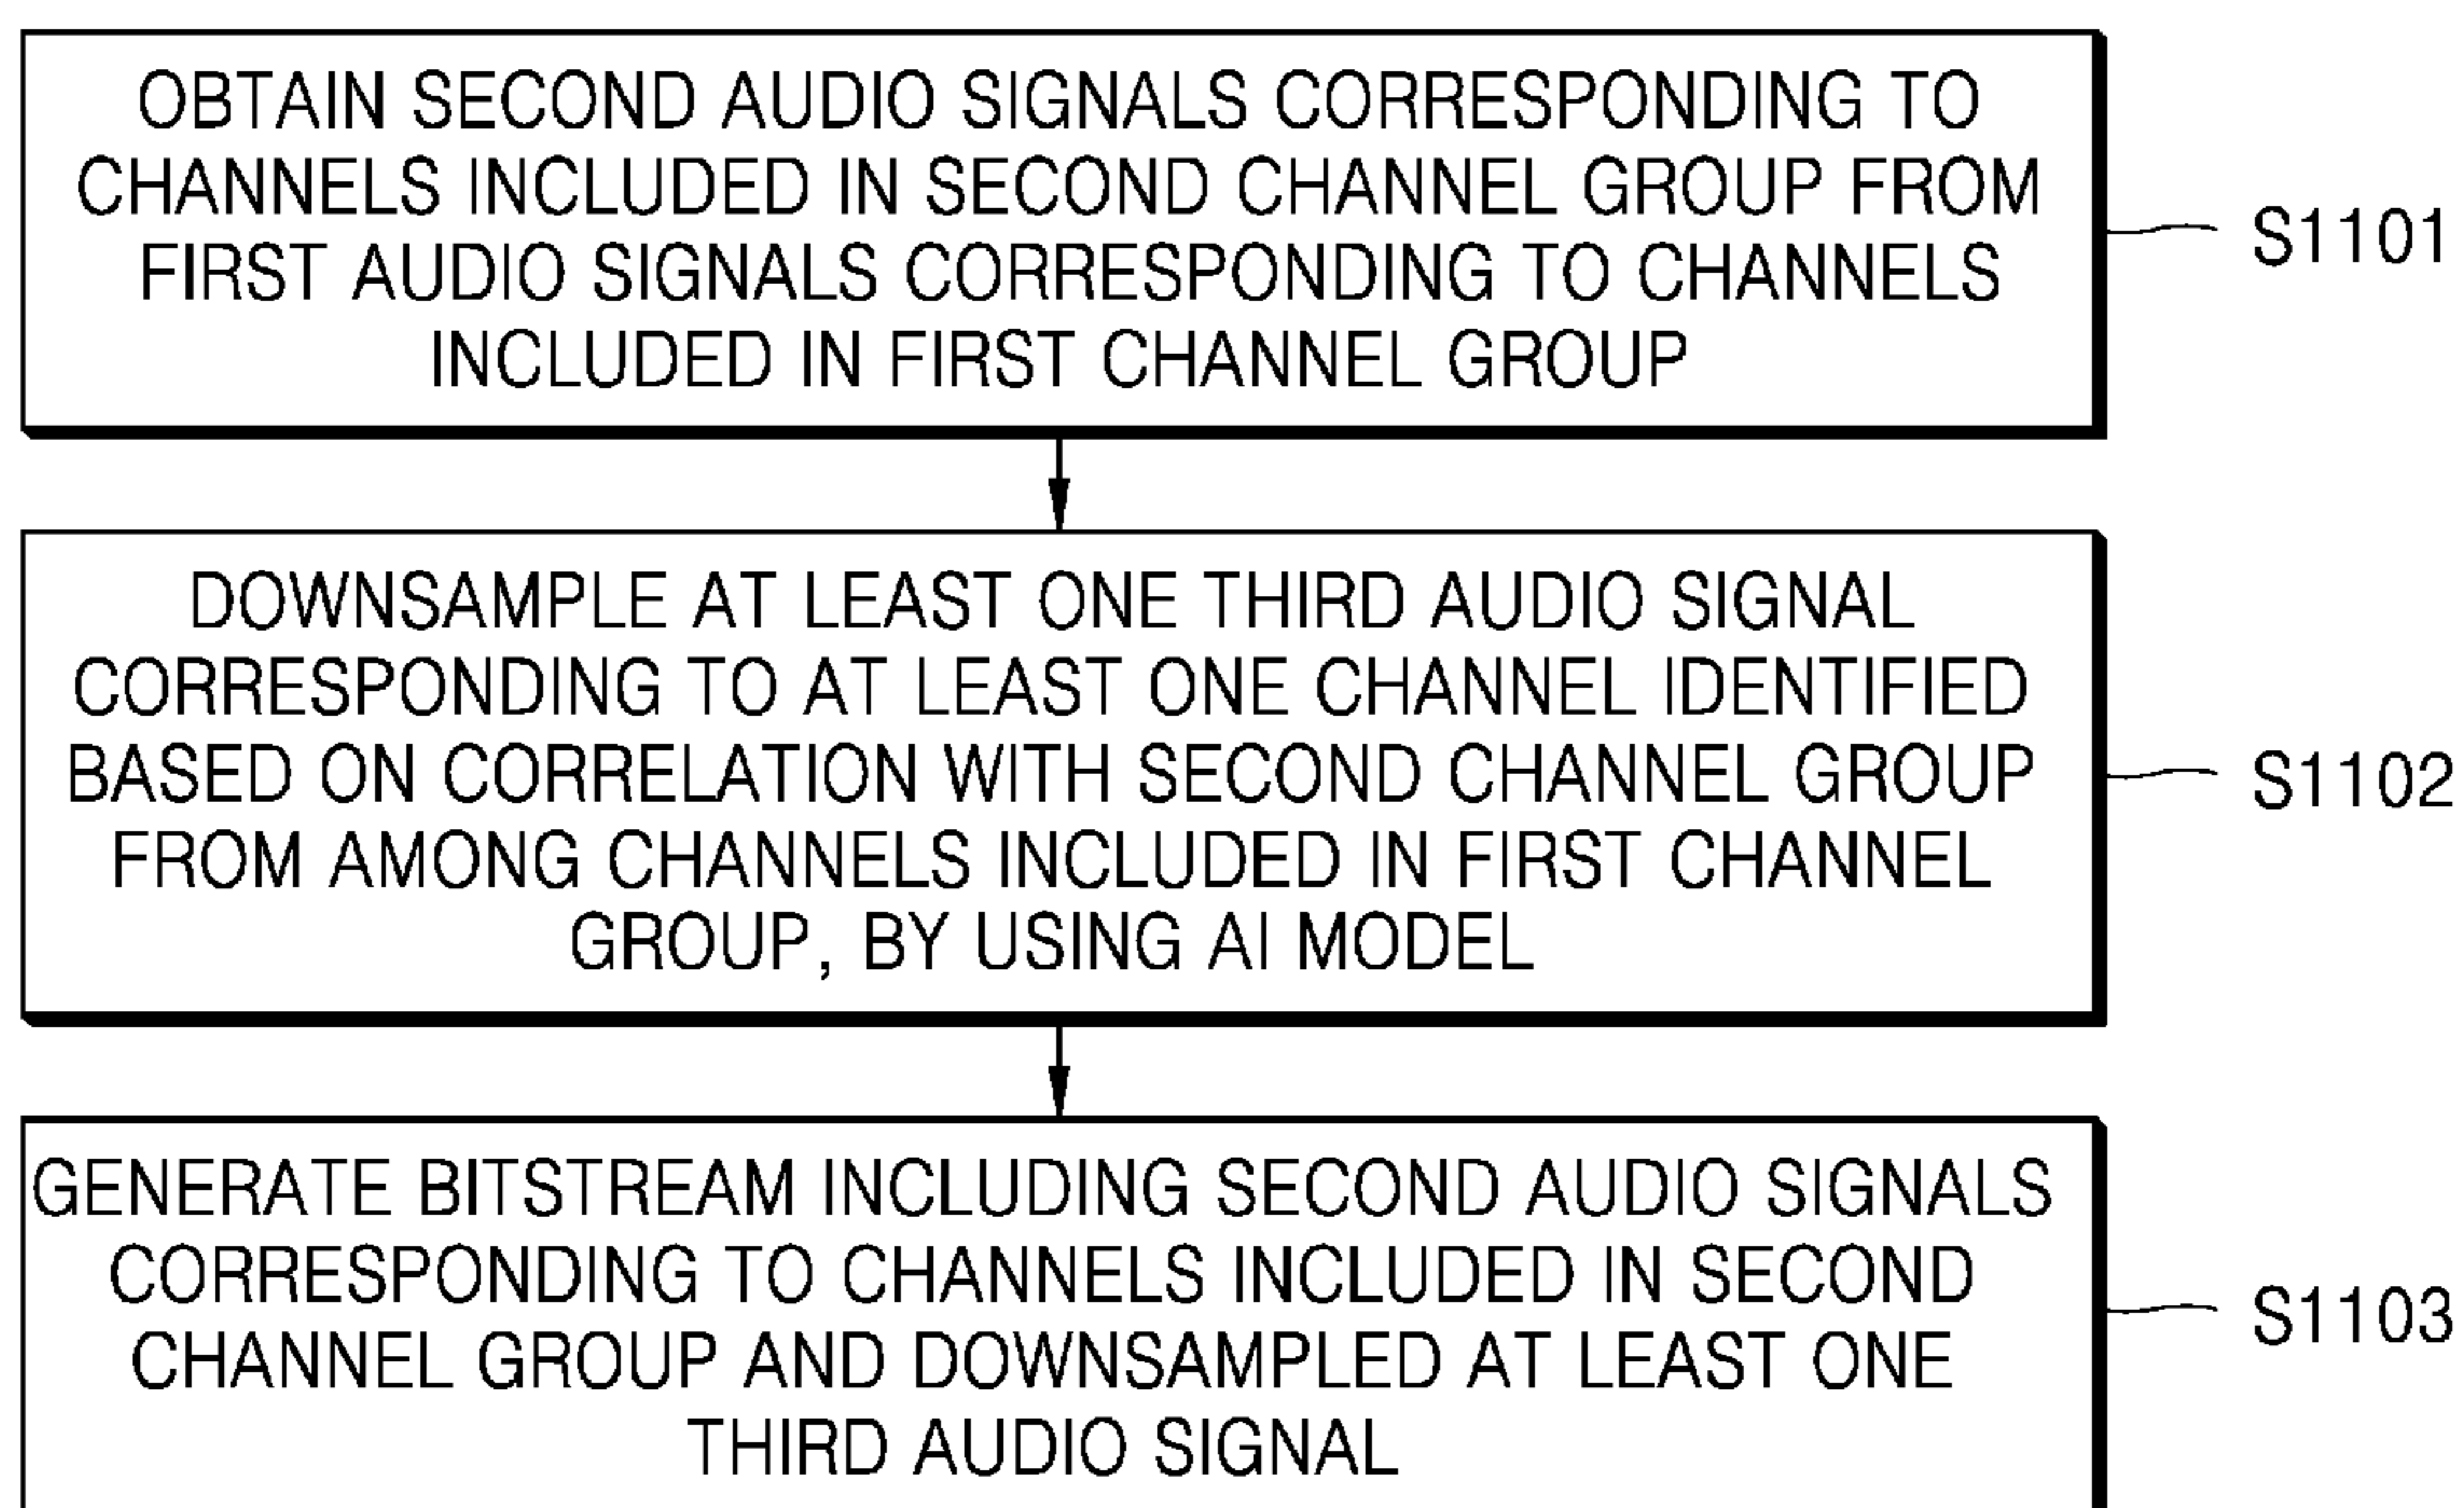 OBTAIN SECOND AUDIO SIGNALS CORRESPONDING TO
CHANNELS INCLUDED IN SECOND CHANNEL GROUP FROM
FIRST AUDIO SIGNALS CORRESPONDING TO CHANNELS
INCLUDED IN FIRST CHANNEL GROUP
S1101
DOWNSAMPLE AT LEAST ONE THIRD AUDIO SIGNAL
CORRESPONDING TO AT LEAST ONE CHANNEL IDENTIFIED
BASED ON CORRELATION WITH SECOND CHANNEL GROUP
FROM AMONG CHANNELS INCLUDED IN FIRST CHANNEL
GROUP, BY USING AI MODEL
S1102
GENERATE BITSTREAM INCLUDING SECOND AUDIO SIGNALS
CORRESPONDING TO CHANNELS INCLUDED IN SECOND
CHANNEL GROUP AND DOWNSAMPLED AT LEAST ONE
THIRD AUDIO SIGNAL
S1103